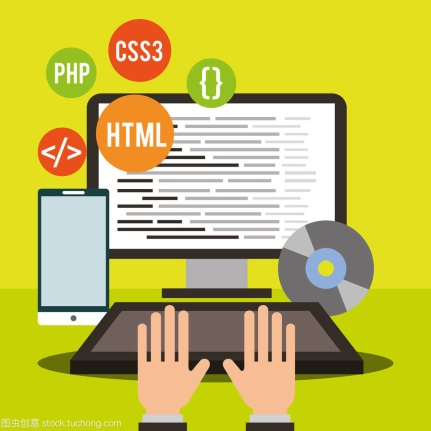 CSS3
PHP
{}
HTML
</>
图虫创意 stock.tuchong.com